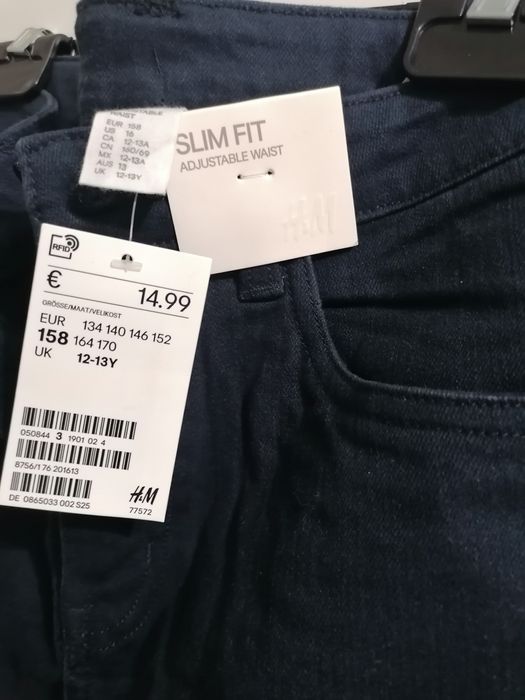 ADJUSTABLE
WAIST
EUR 158
US 16
CA 12-13A
CN 160/69
MX 12-13A
AUS 13
UK 12-13Y
SLIM FIT
ADJUSTABLE WAIST
H&M
RFID
€ 14.99
GRÖSSE/MAAT/VELIKOST
EUR 134 140 146 152
158 164 170
UK 12-13Y
050844 3 1901 02 4
8756/176 201613
DE 0865033 002 S25
H&M
77572